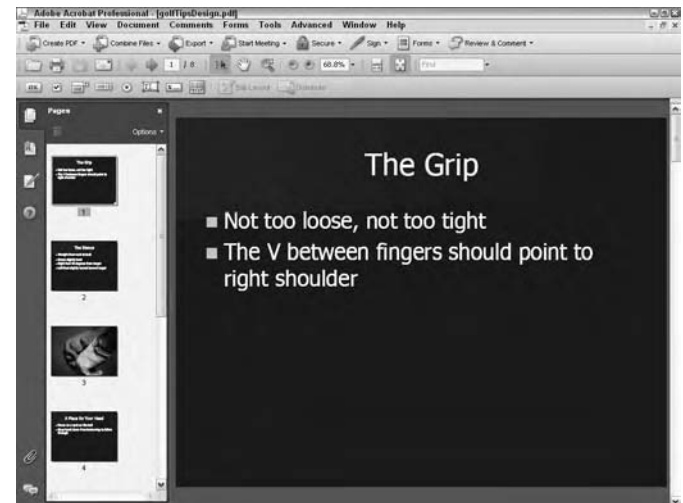 Adobe Acrobat Professional - [golfTipsDesign.pdf]
File Edit View Document Comments Forms Tools Advanced Window Help
Create PDF Combine Files Export Start Meeting Secure Sign Forms Review & Comment
1 / 8 68.8% Find
OK
Pages
Options
The Grip
Not too loose, not too tight
The V between fingers should point to
right shoulder
The Grip
1
The Stance
2
3
A Place for Your Head
4